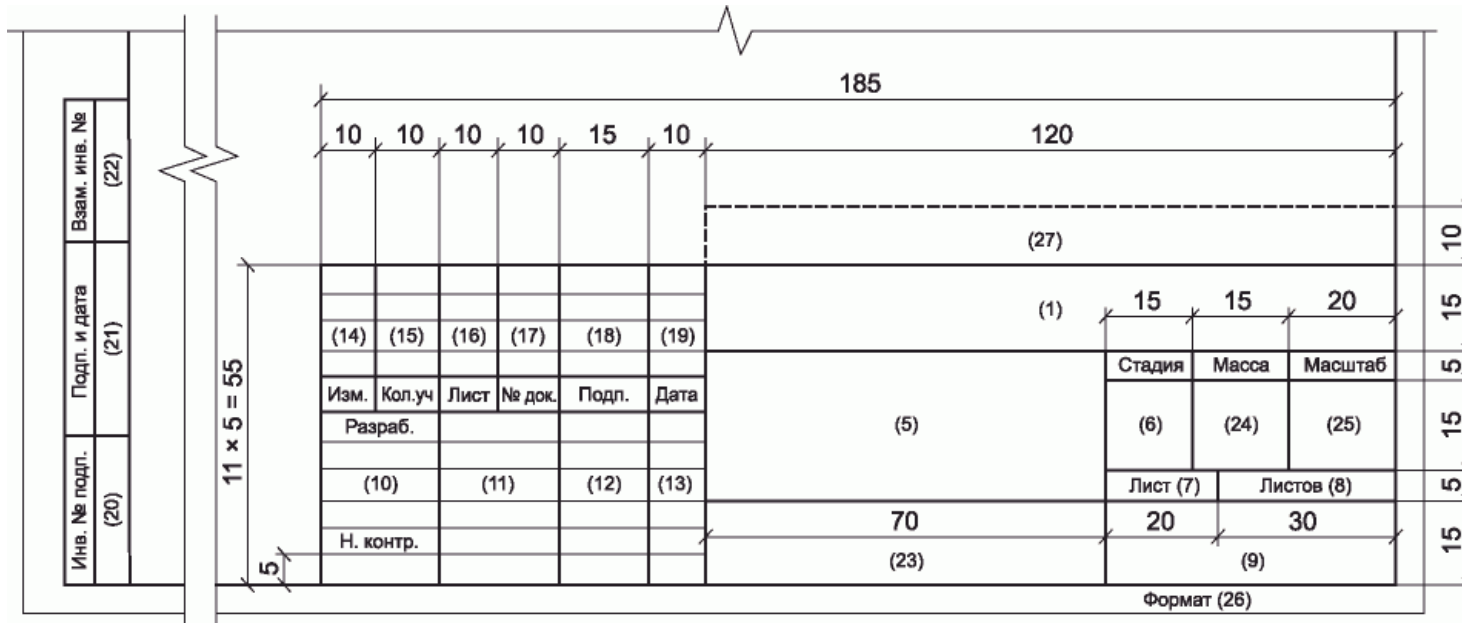 185
10 10 10 10 15 10 120
Взам. инв. №
(22)
(27)
10
15 15 20
(1)
15
(14) (15) (16) (17) (18) (19)
Подп. и дата
(21)
11 × 5 = 55
Стадия Масса Масштаб
5
Изм. Кол.уч Лист № док. Подп. Дата
Разраб.
(5)
(6) (24) (25)
15
Инв. № подл.
(20)
(10) (11) (12) (13)
Лист (7) Листов (8)
5
70 20 30
Н. контр.
15
5
(23) (9)
Формат (26)